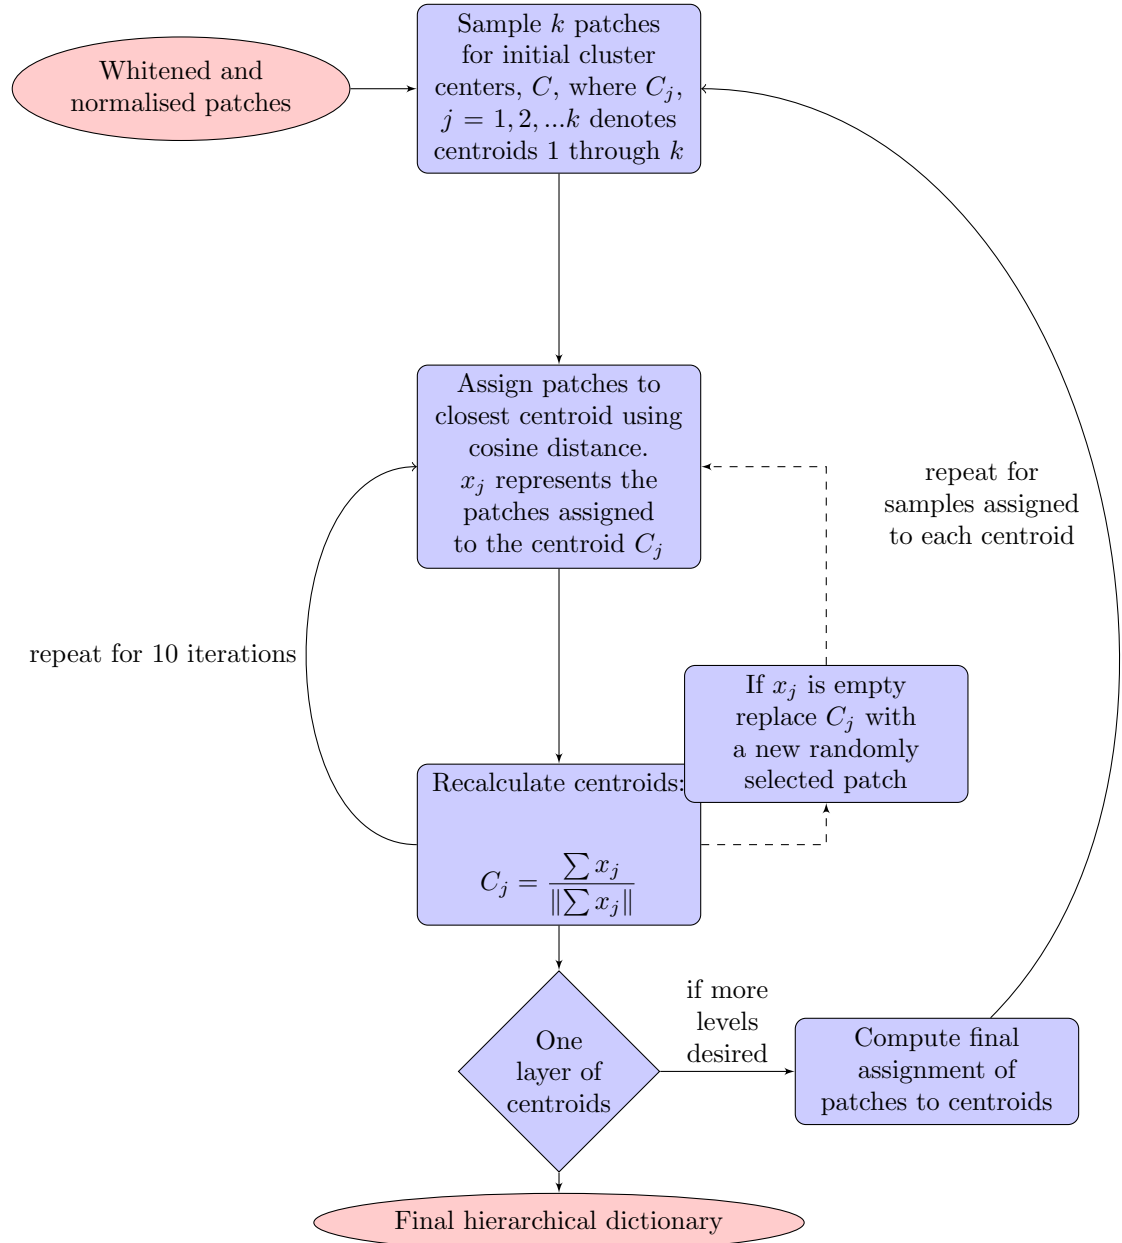 Whitened and
normalised patches
Sample k patches
for initial cluster
centers, C, where C_j,
j = 1, 2, ...k denotes
centroids 1 through k
Assign patches to
closest centroid using
cosine distance.
x_j represents the
patches assigned
to the centroid C_j
repeat for
samples assigned
to each centroid
repeat for 10 iterations
If x_j is empty
replace C_j with
a new randomly
selected patch
Recalculate centroids:
C_j = ∑ x_j / ‖∑ x_j‖
if more
levels
desired
One
layer of
centroids
Compute final
assignment of
patches to centroids
Final hierarchical dictionary